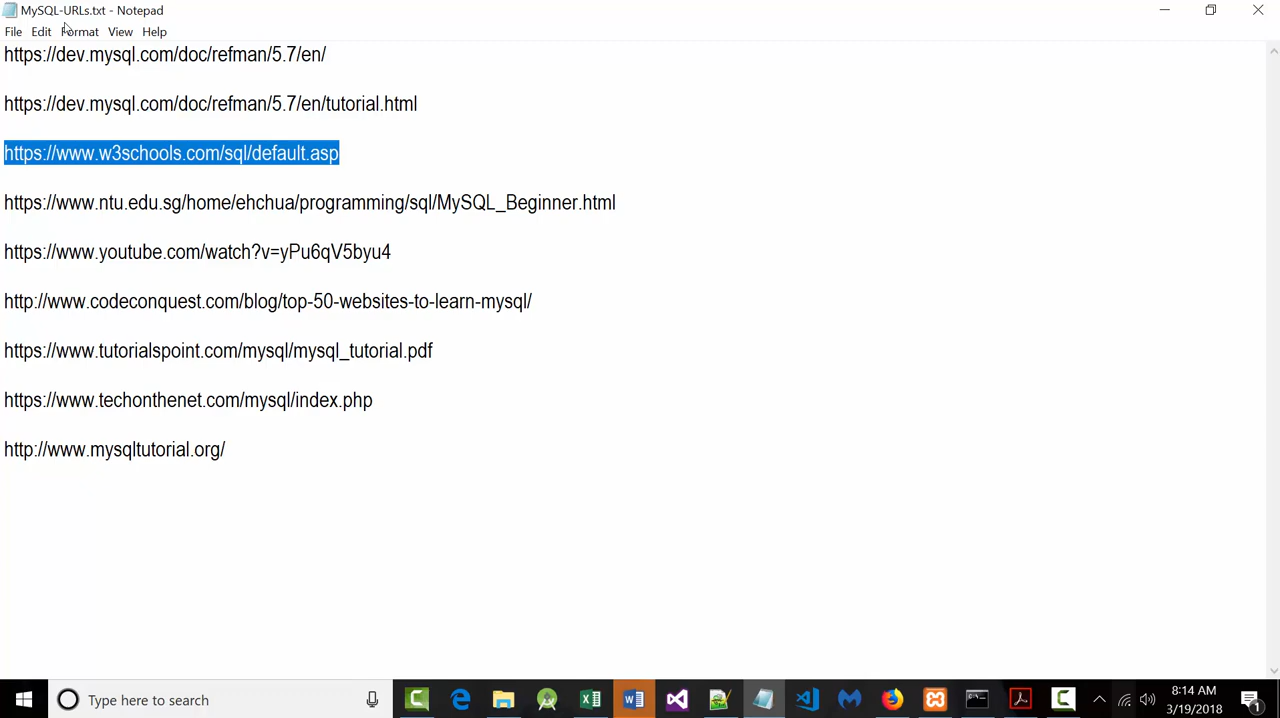 MySQL-URLs.txt - Notepad
File Edit Format View Help
https://dev.mysql.com/doc/refman/5.7/en/
https://dev.mysql.com/doc/refman/5.7/en/tutorial.html
https://www.w3schools.com/sql/default.asp
https://www.ntu.edu.sg/home/ehchua/programming/sql/MySQL_Beginner.html
https://www.youtube.com/watch?v=yPu6qV5byu4
http://www.codeconquest.com/blog/top-50-websites-to-learn-mysql/
https://www.tutorialspoint.com/mysql/mysql_tutorial.pdf
https://www.techonthenet.com/mysql/index.php
http://www.mysqltutorial.org/
Type here to search
8:14 AM
3/19/2018
1